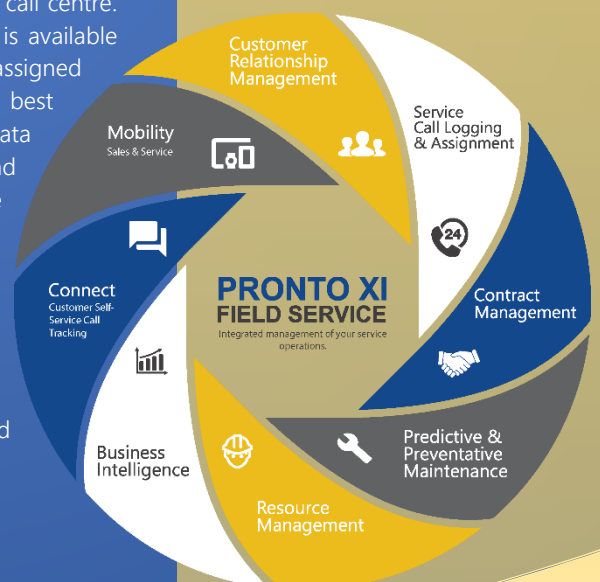 call centre.
is available
assigned
best
Customer
Relationship
Management
Service
Call Logging
& Assignment
Mobility
Sales & Service
Connect
Customer Self-
Service Call
Tracking
PRONTO XI
FIELD SERVICE
Integrated management of your service
operations.
24
Contract
Management
Business
Intelligence
Predictive &
Preventative
Maintenance
Resource
Management